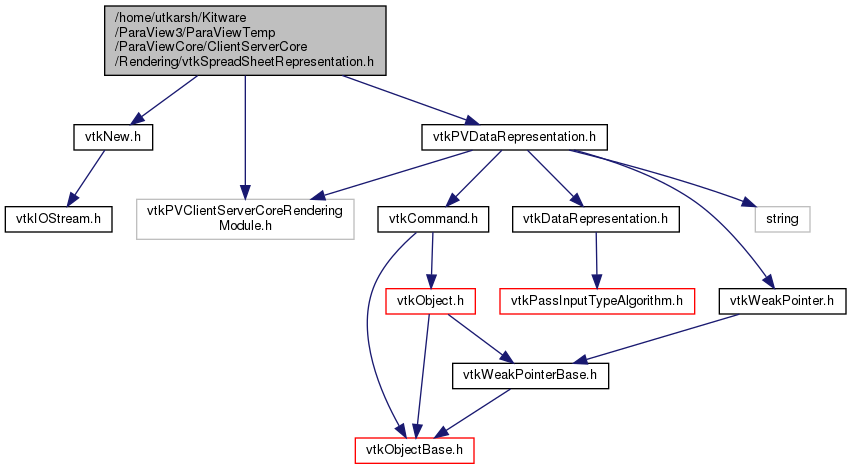 /home/utkarsh/Kitware
/ParaView3/ParaViewTemp
/ParaViewCore/ClientServerCore
/Rendering/vtkSpreadSheetRepresentation.h
vtkNew.h
vtkPVDataRepresentation.h
vtkIOStream.h
vtkPVClientServerCoreRendering
Module.h
vtkCommand.h
vtkDataRepresentation.h
string
vtkObject.h
vtkPassInputTypeAlgorithm.h
vtkWeakPointer.h
vtkWeakPointerBase.h
vtkObjectBase.h